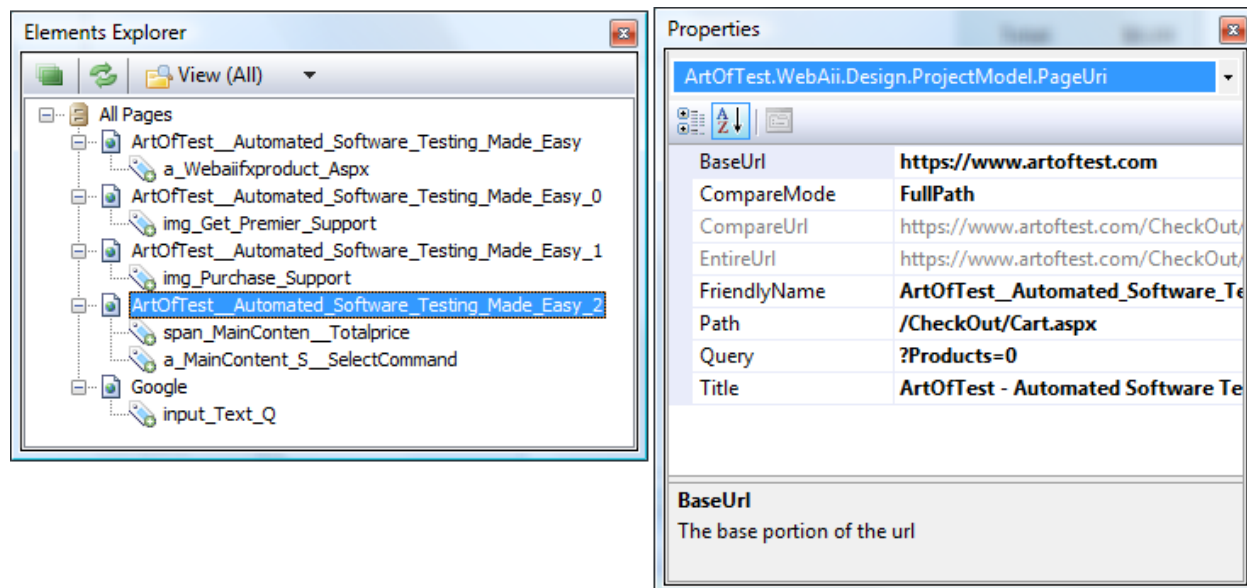 Elements Explorer
View (All)
All Pages
ArtOfTest__Automated_Software_Testing_Made_Easy
a_Webaiifxproduct_Aspx
ArtOfTest__Automated_Software_Testing_Made_Easy_0
img_Get_Premier_Support
ArtOfTest__Automated_Software_Testing_Made_Easy_1
img_Purchase_Support
ArtOfTest__Automated_Software_Testing_Made_Easy_2
span_MainConten__Totalprice
a_MainContent_S__SelectCommand
Google
input_Text_Q
Properties
ArtOfTest.WebAii.Design.ProjectModel.PageUri
BaseUrl https://www.artoftest.com
CompareMode FullPath
CompareUrl https://www.artoftest.com/CheckOut/
EntireUrl https://www.artoftest.com/CheckOut/
FriendlyName ArtOfTest__Automated_Software_Te
Path /CheckOut/Cart.aspx
Query ?Products=0
Title ArtOfTest - Automated Software Te
BaseUrl
The base portion of the url